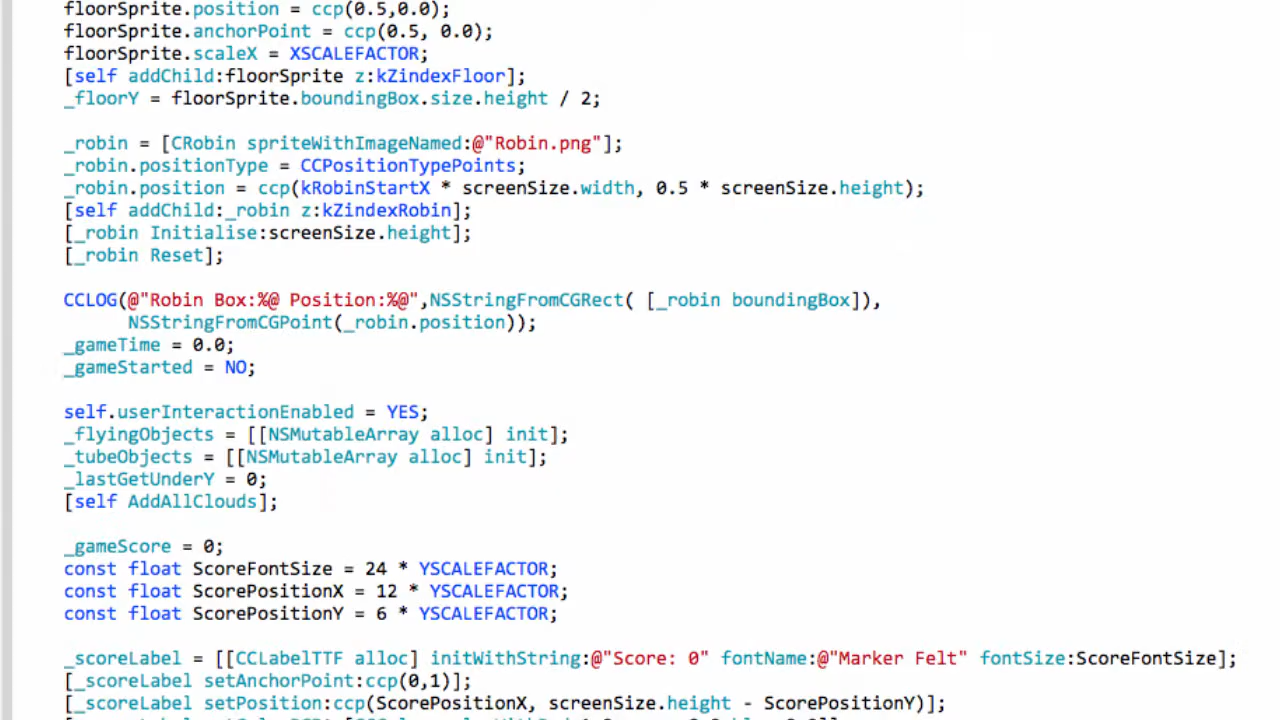 floorSprite.position = ccp(0.5,0.0);
floorSprite.anchorPoint = ccp(0.5, 0.0);
floorSprite.scaleX = XSCALEFACTOR;
[self addChild:floorSprite z:kZindexFloor];
_floorY = floorSprite.boundingBox.size.height / 2;
_robin = [CRobin spriteWithImageNamed:@"Robin.png"];
_robin.positionType = CCPositionTypePoints;
_robin.position = ccp(kRobinStartX * screenSize.width, 0.5 * screenSize.height);
[self addChild:_robin z:kZindexRobin];
[_robin Initialise:screenSize.height];
[_robin Reset];
CCLOG(@"Robin Box:%@ Position:%@",NSStringFromCGRect( [_robin boundingBox]),
NSStringFromCGPoint(_robin.position));
_gameTime = 0.0;
_gameStarted = NO;
self.userInteractionEnabled = YES;
_flyingObjects = [[NSMutableArray alloc] init];
_tubeObjects = [[NSMutableArray alloc] init];
_lastGetUnderY = 0;
[self AddAllClouds];
_gameScore = 0;
const float ScoreFontSize = 24 * YSCALEFACTOR;
const float ScorePositionX = 12 * YSCALEFACTOR;
const float ScorePositionY = 6 * YSCALEFACTOR;
_scoreLabel = [[CCLabelTTF alloc] initWithString:@"Score: 0" fontName:@"Marker Felt" fontSize:ScoreFontSize];
[_scoreLabel setAnchorPoint:ccp(0,1)];
[_scoreLabel setPosition:ccp(ScorePositionX, screenSize.height - ScorePositionY)];